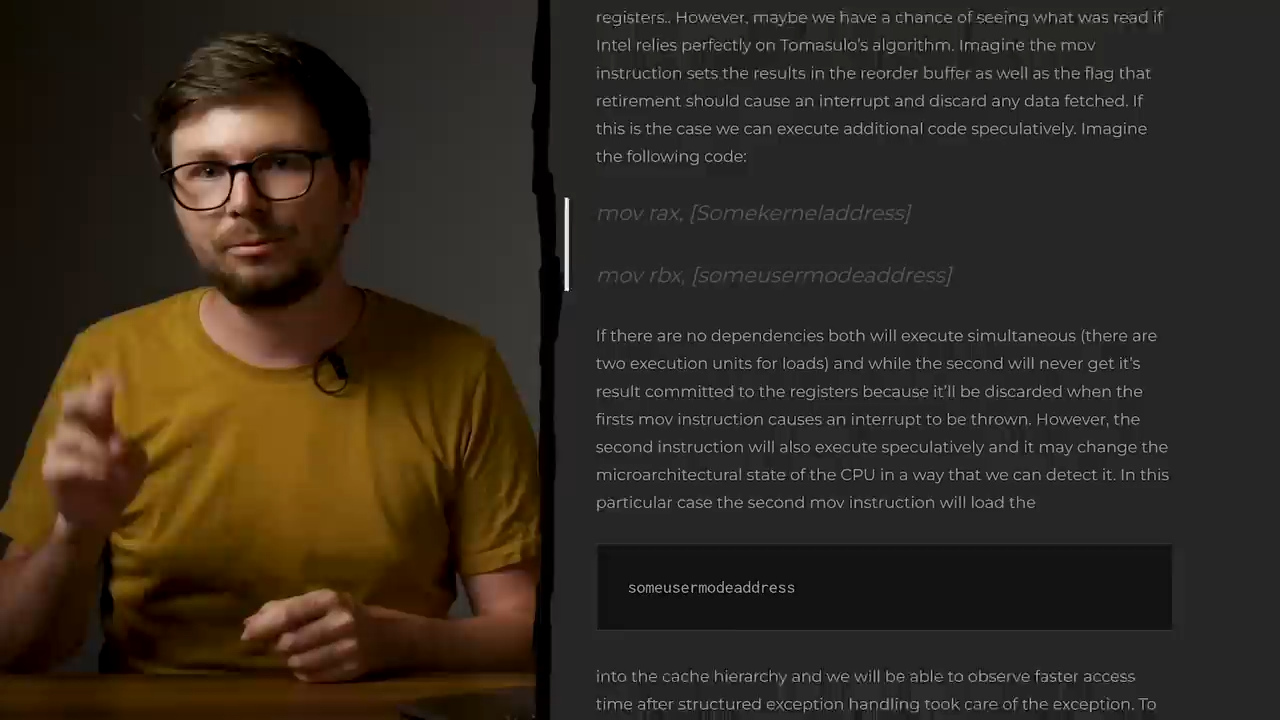 registers.. However, maybe we have a chance of seeing what was read if
Intel relies perfectly on Tomasulo's algorithm. Imagine the mov
instruction sets the results in the reorder buffer as well as the flag that
retirement should cause an interrupt and discard any data fetched. If
this is the case we can execute additional code speculatively. Imagine
the following code:
mov rax, [Somekerneladdress]
mov rbx, [someusermodeaddress]
If there are no dependencies both will execute simultaneous (there are
two execution units for loads) and while the second will never get it's
result committed to the registers because it'll be discarded when the
firsts mov instruction causes an interrupt to be thrown. However, the
second instruction will also execute speculatively and it may change the
microarchitectural state of the CPU in a way that we can detect it. In this
particular case the second mov instruction will load the
someusermodeaddress
into the cache hierarchy and we will be able to observe faster access
time after structured exception handling took care of the exception. To